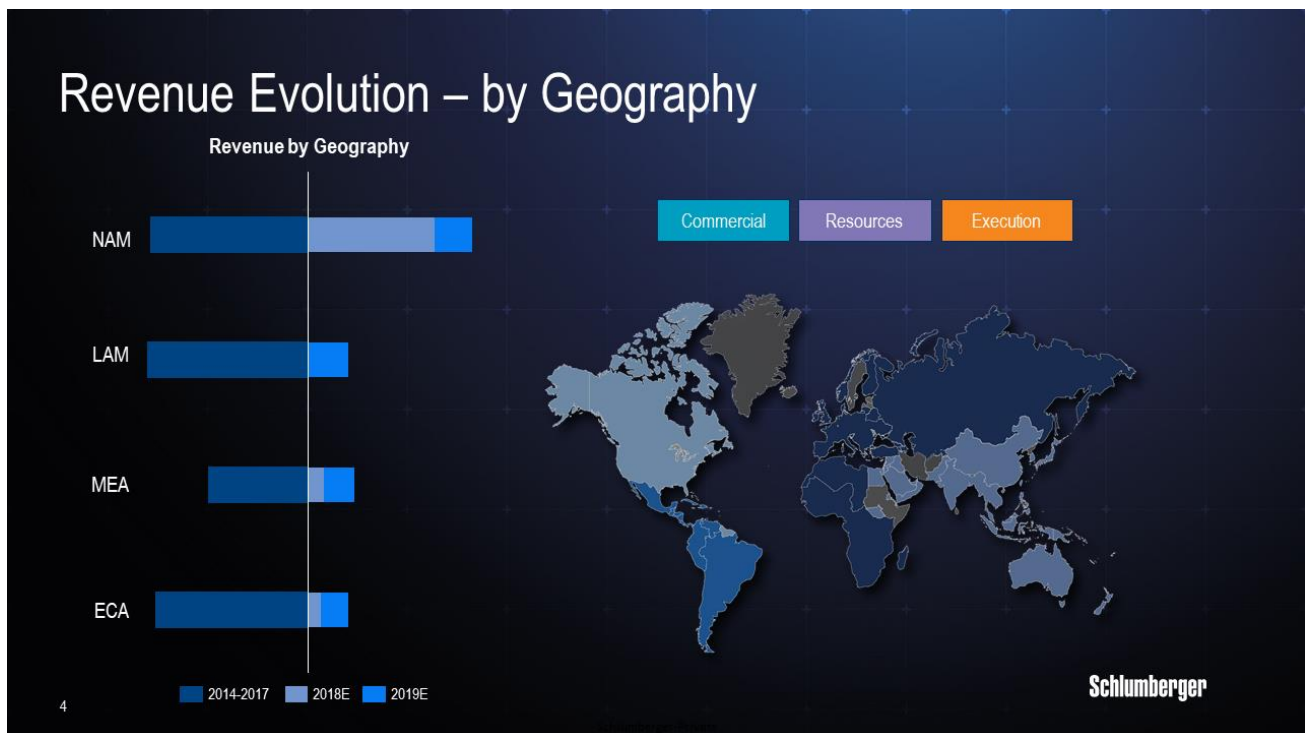 Revenue Evolution – by Geography
Revenue by Geography
NAM
LAM
MEA
ECA
2014-2017 2018E 2019E
Commercial Resources Execution
4
Schlumberger